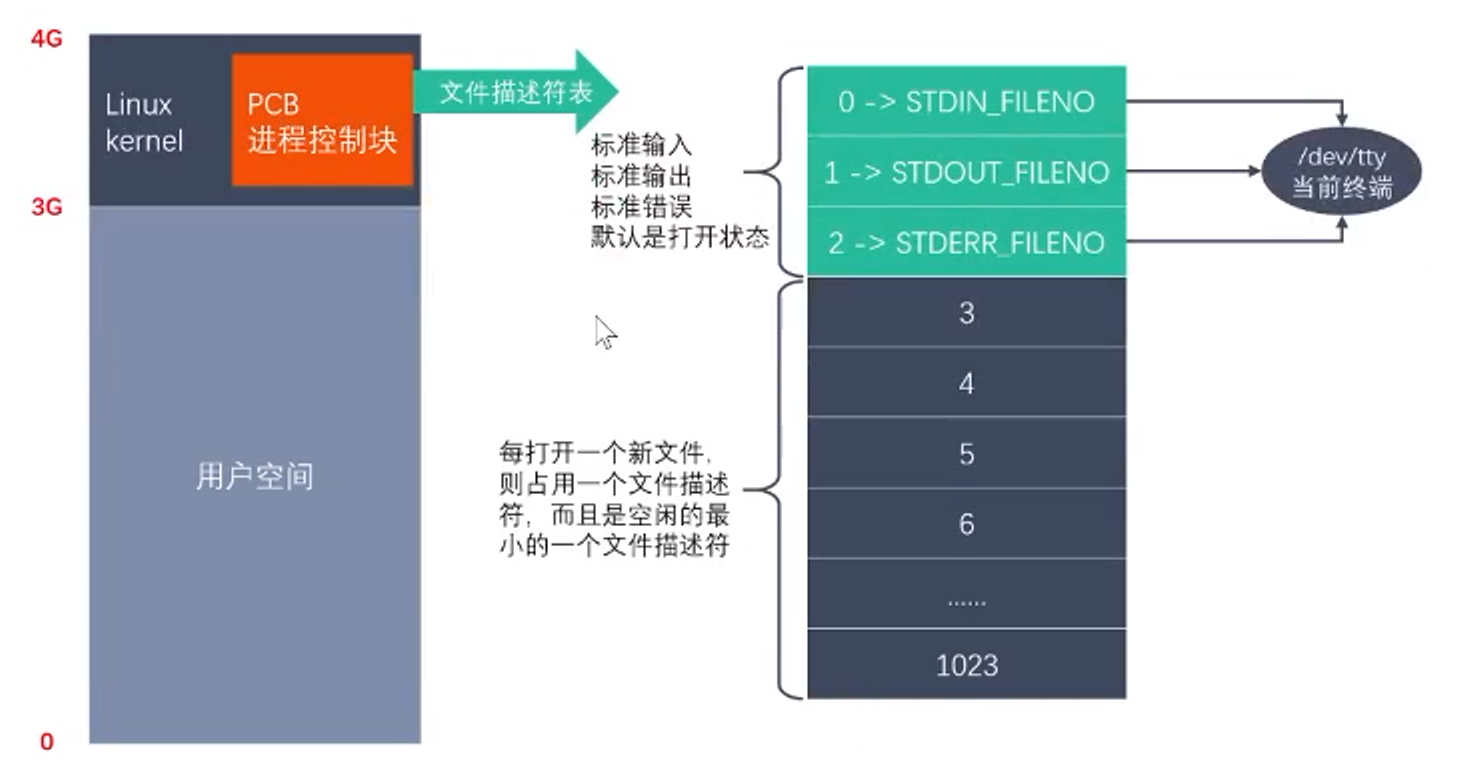 4G
Linux
kernel
PCB
进程控制块
3G
用户空间
0
文件描述符表
标准输入
标准输出
标准错误
默认是打开状态
每打开一个新文件,
则占用一个文件描述
符，而且是空闲的最
小的一个文件描述符
0 -> STDIN_FILENO
1 -> STDOUT_FILENO
2 -> STDERR_FILENO
3
4
5
6
......
1023
/dev/tty
当前终端